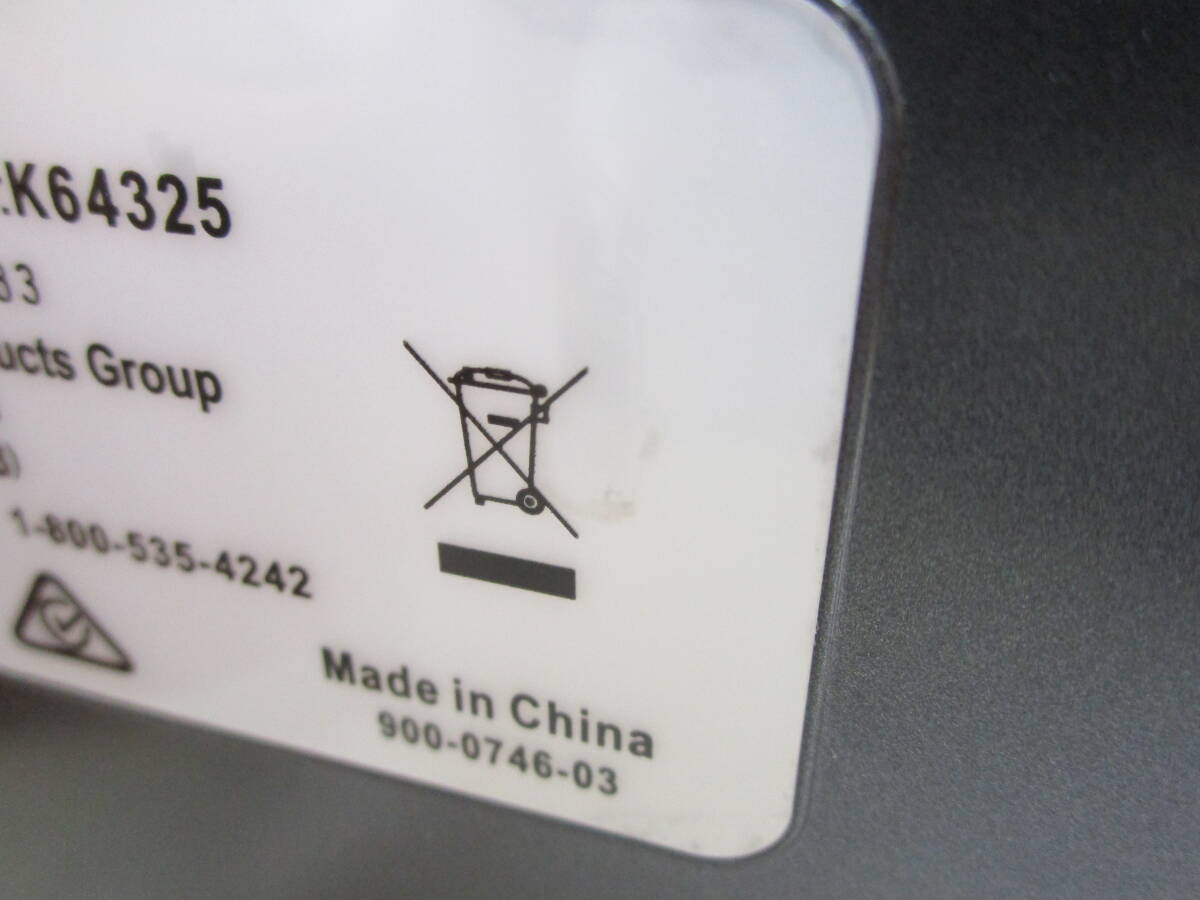 :K64325
83
ucts Group
1-800-535-4242
Made in China
900-0746-03